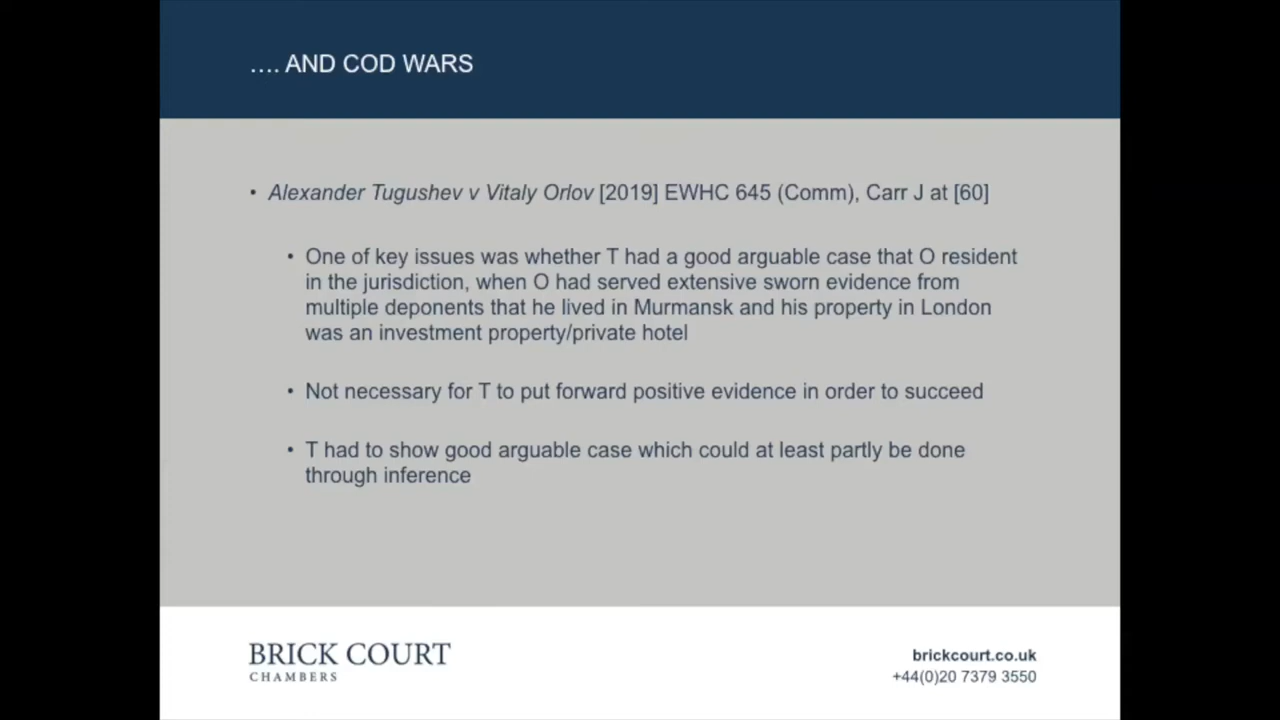 .... AND COD WARS
• Alexander Tugushev v Vitaly Orlov [2019] EWHC 645 (Comm), Carr J at [60]
• One of key issues was whether T had a good arguable case that O resident
in the jurisdiction, when O had served extensive sworn evidence from
multiple deponents that he lived in Murmansk and his property in London
was an investment property/private hotel
• Not necessary for T to put forward positive evidence in order to succeed
• T had to show good arguable case which could at least partly be done
through inference
BRICK COURT
CHAMBERS
brickcourt.co.uk
+44(0)20 7379 3550